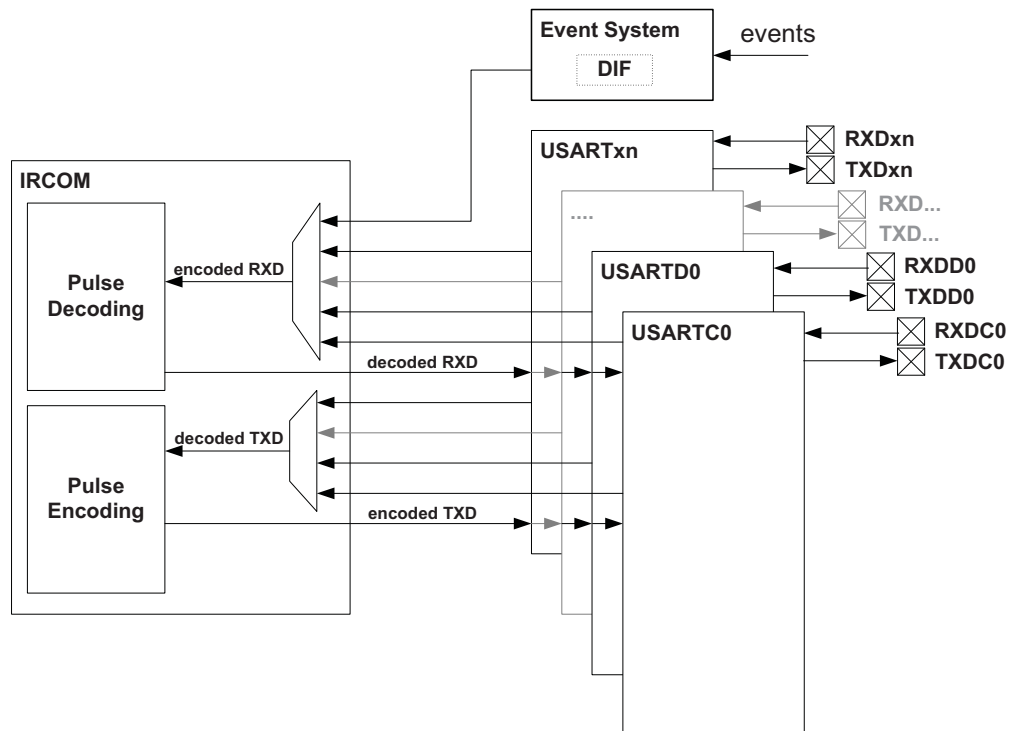 Event System
DIF
events
USARTxn
RXDxn
TXDxn
IRCOM
....
RXD...
TXD...
Pulse
Decoding
encoded RXD
USARTD0
RXDD0
TXDD0
USARTC0
RXDC0
TXDC0
decoded RXD
decoded TXD
Pulse
Encoding
encoded TXD